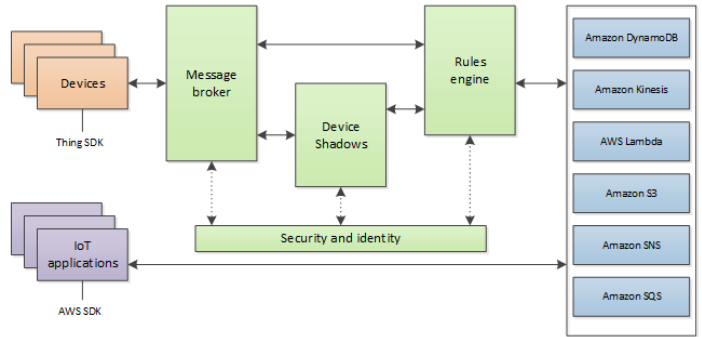 Devices
Thing SDK
Message
broker
Device
Shadows
Rules
engine
Security and identity
IoT
applications
AWS SDK
Amazon DynamoDB
Amazon Kinesis
AWS Lambda
Amazon S3
Amazon SNS
Amazon SQS